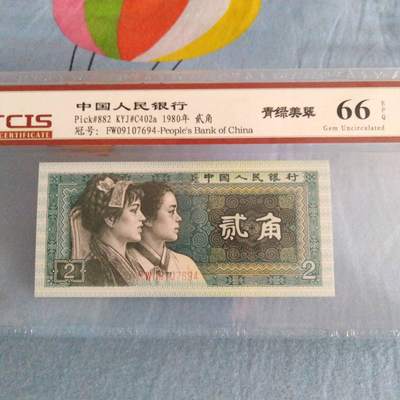 TCIS
CERTIFICATE
中国人民银行
Pick#882 KYJ#C402a 1980年 贰角
冠号: FW09107694-People's Bank of China
青绿美翠
66 EPQ
Gem Uncirculated
中国人民银行
贰角
FW09107694
2
2